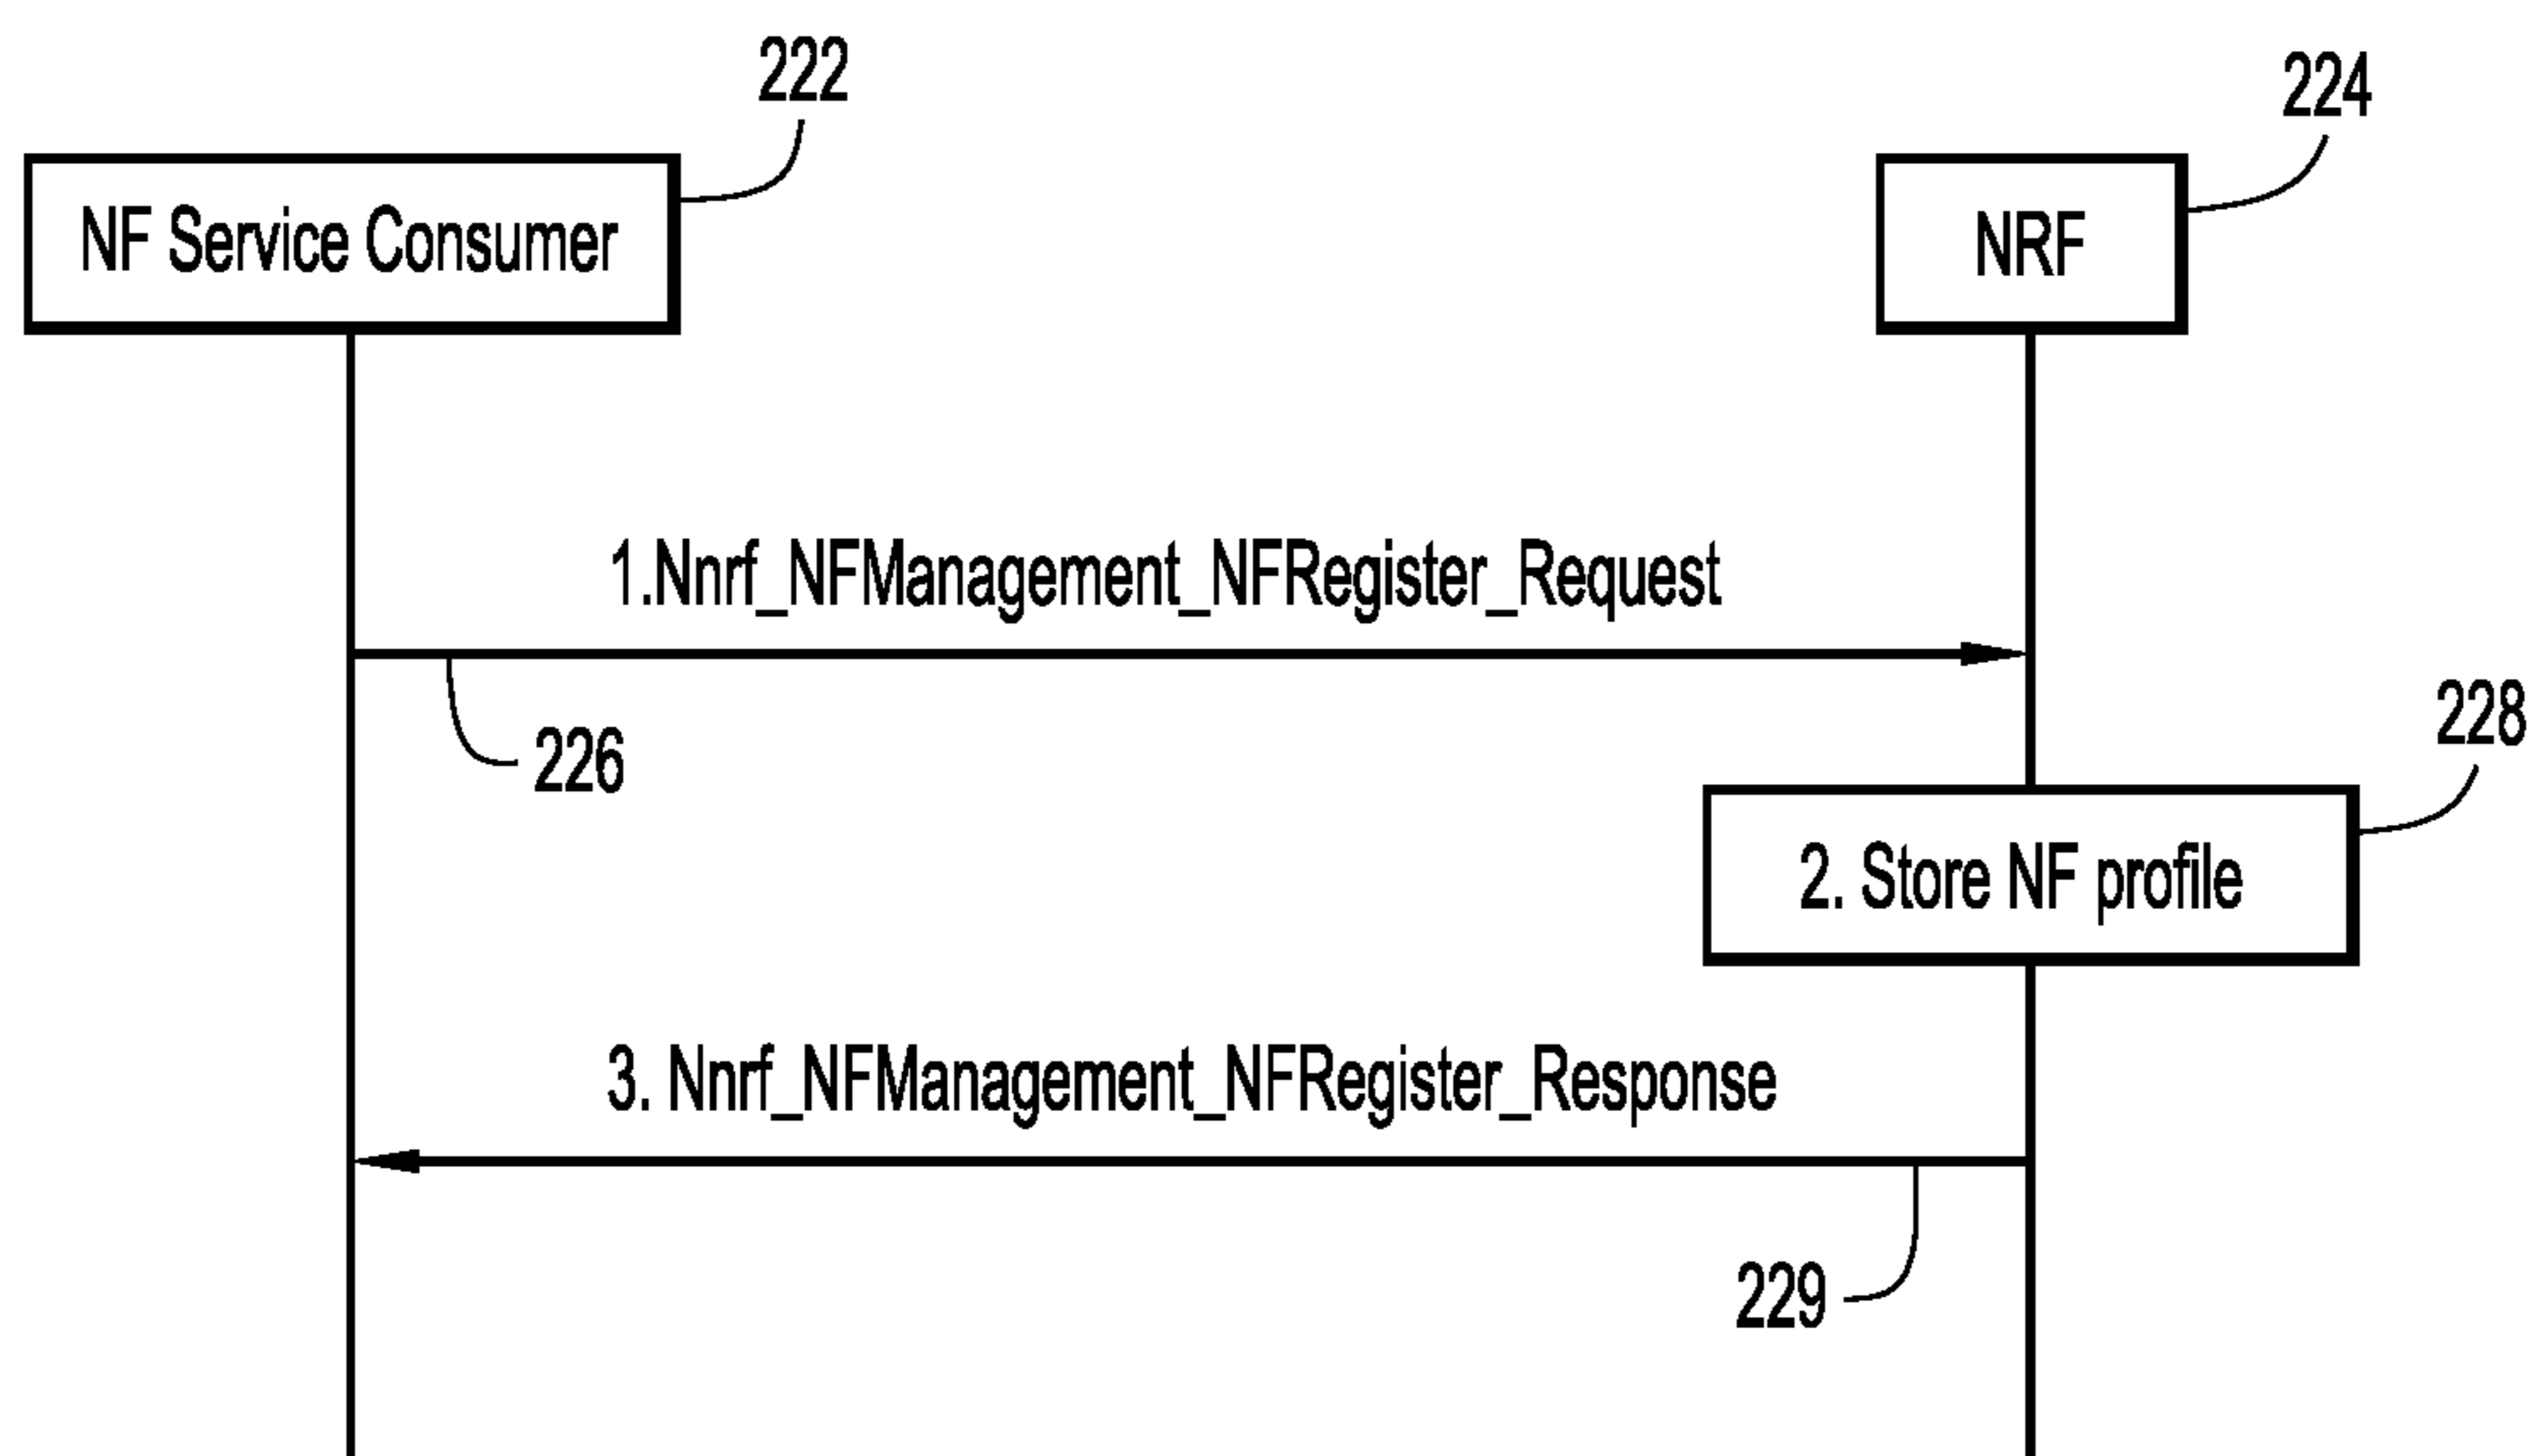 222
224
NF Service Consumer
NRF
1.Nnrf_NFManagement_NFRegister_Request
226
228
2. Store NF profile
3. Nnrf_NFManagement_NFRegister_Response
229